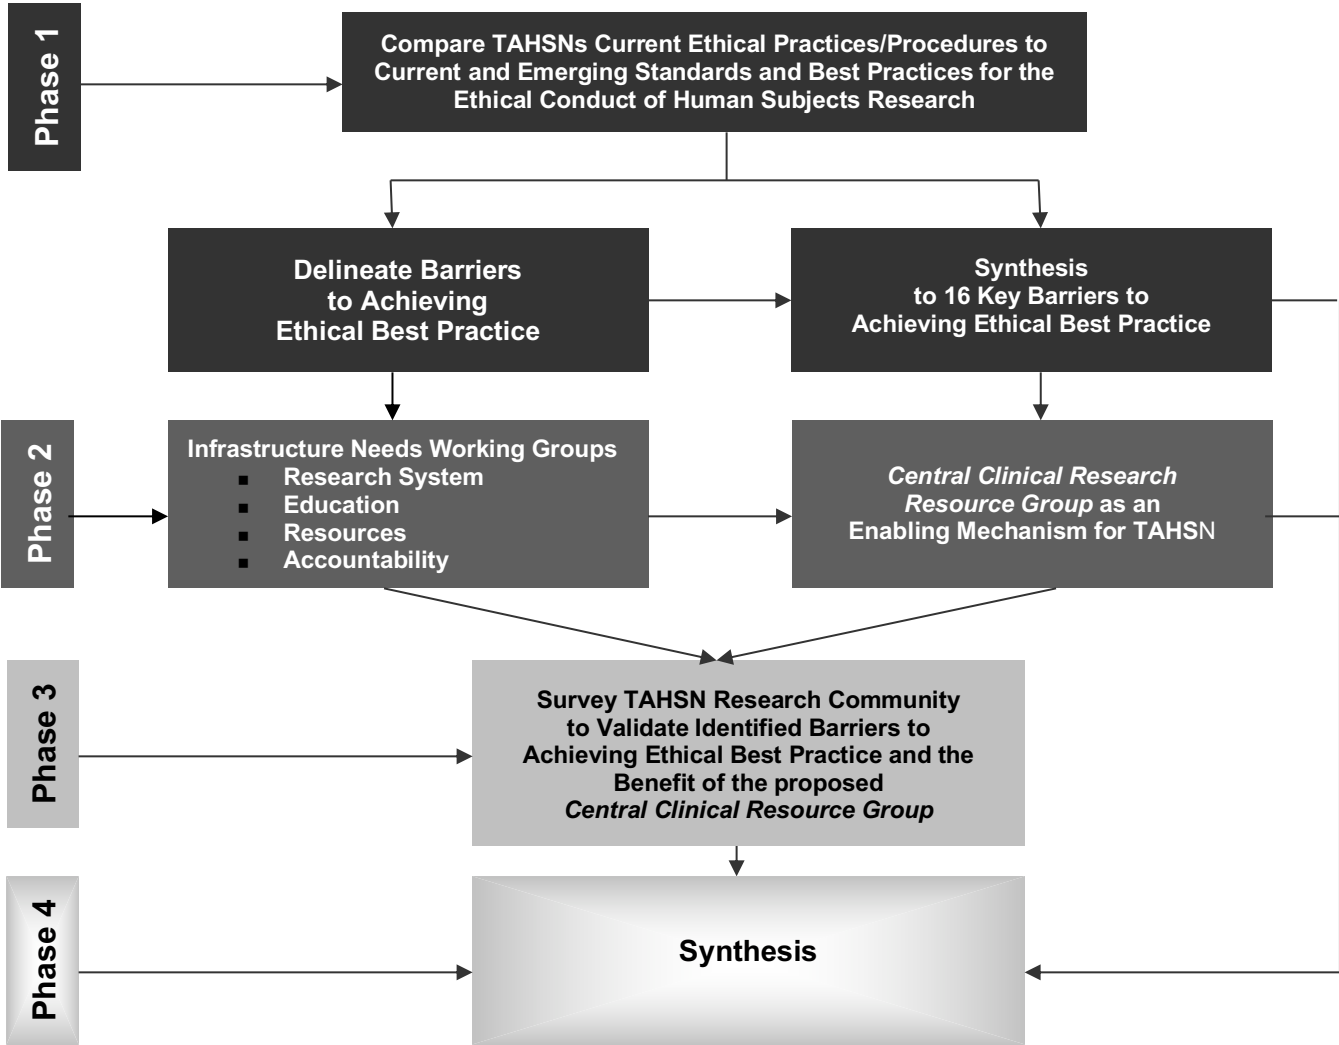 Phase 1
Compare TAHSNs Current Ethical Practices/Procedures to
Current and Emerging Standards and Best Practices for the
Ethical Conduct of Human Subjects Research
Delineate Barriers
to Achieving
Ethical Best Practice
Synthesis
to 16 Key Barriers to
Achieving Ethical Best Practice
Phase 2
Infrastructure Needs Working Groups
■ Research System
■ Education
■ Resources
■ Accountability
Central Clinical Research
Resource Group as an
Enabling Mechanism for TAHSN
Phase 3
Survey TAHSN Research Community
to Validate Identified Barriers to
Achieving Ethical Best Practice and the
Benefit of the proposed
Central Clinical Resource Group
Phase 4
Synthesis